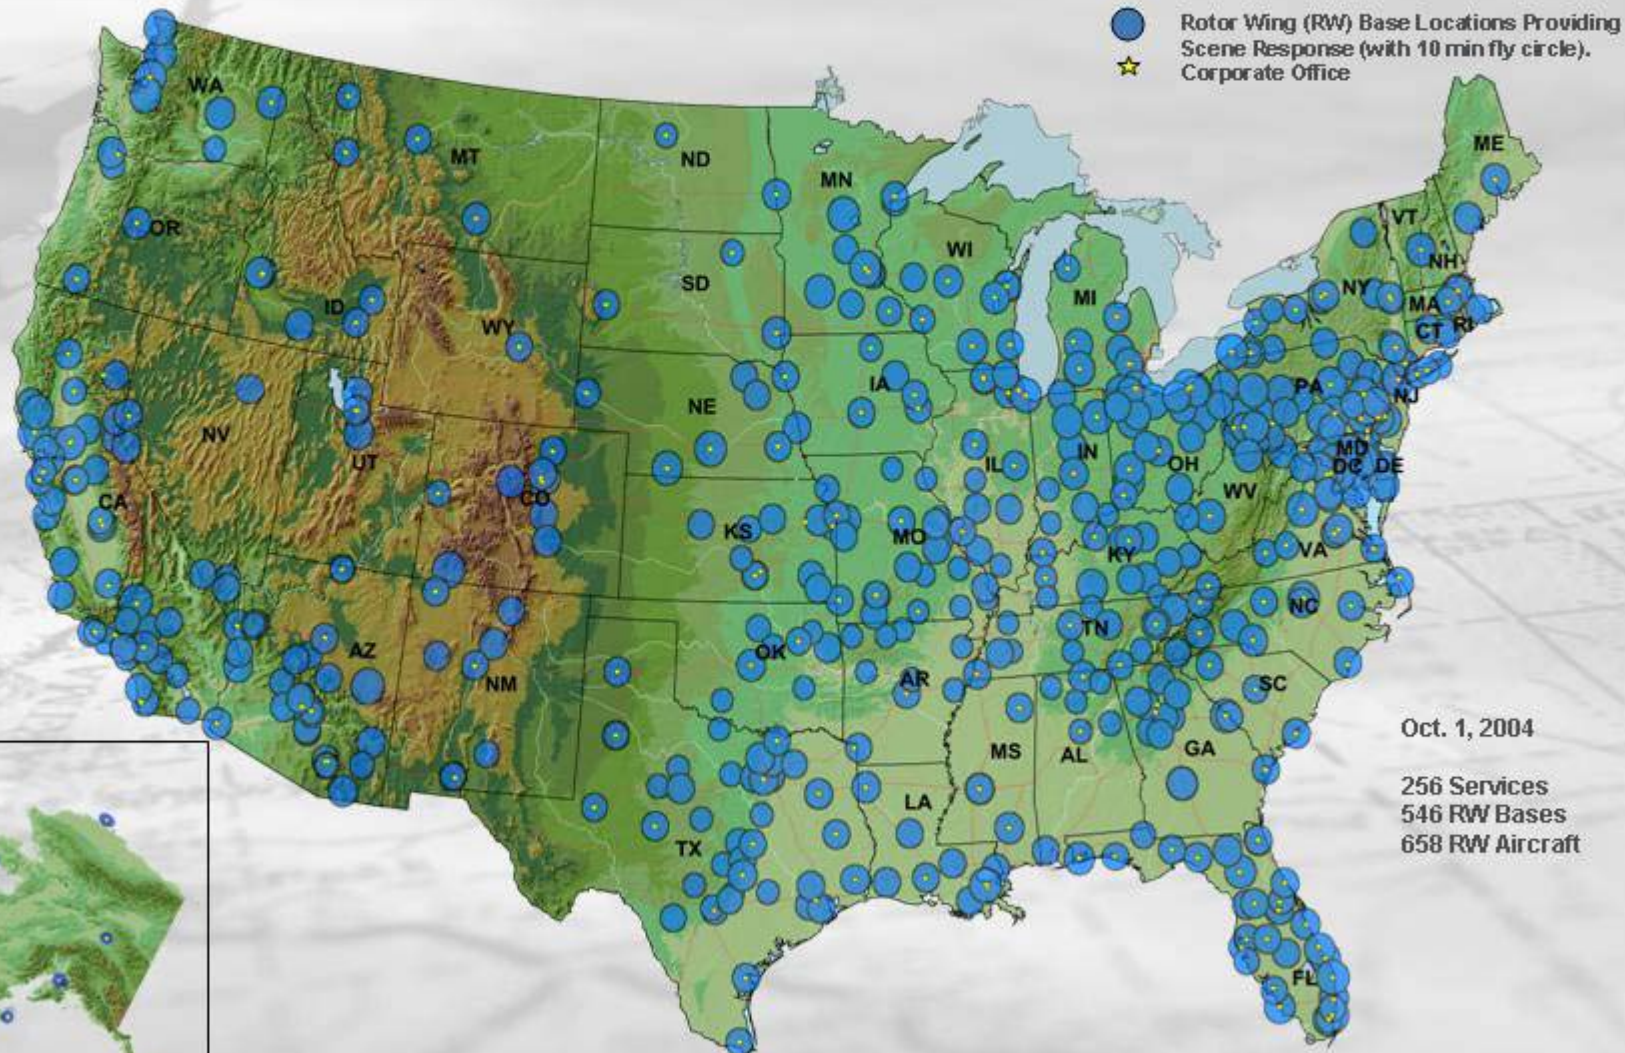 Rotor Wing (RW) Base Locations Providing
Scene Response (with 10 min fly circle).
Corporate Office
WA
MT
ND
MN
ME
OR
ID
WY
SD
WI
MI
VT
NH
NY
MA
CT
RI
NV
UT
CO
NE
IA
IL
IN
OH
PA
NJ
MD
DC
DE
WV
VA
CA
KS
MO
KY
NC
AZ
NM
OK
AR
TN
SC
MS
AL
GA
LA
TX
FL
Oct. 1, 2004
256 Services
546 RW Bases
658 RW Aircraft